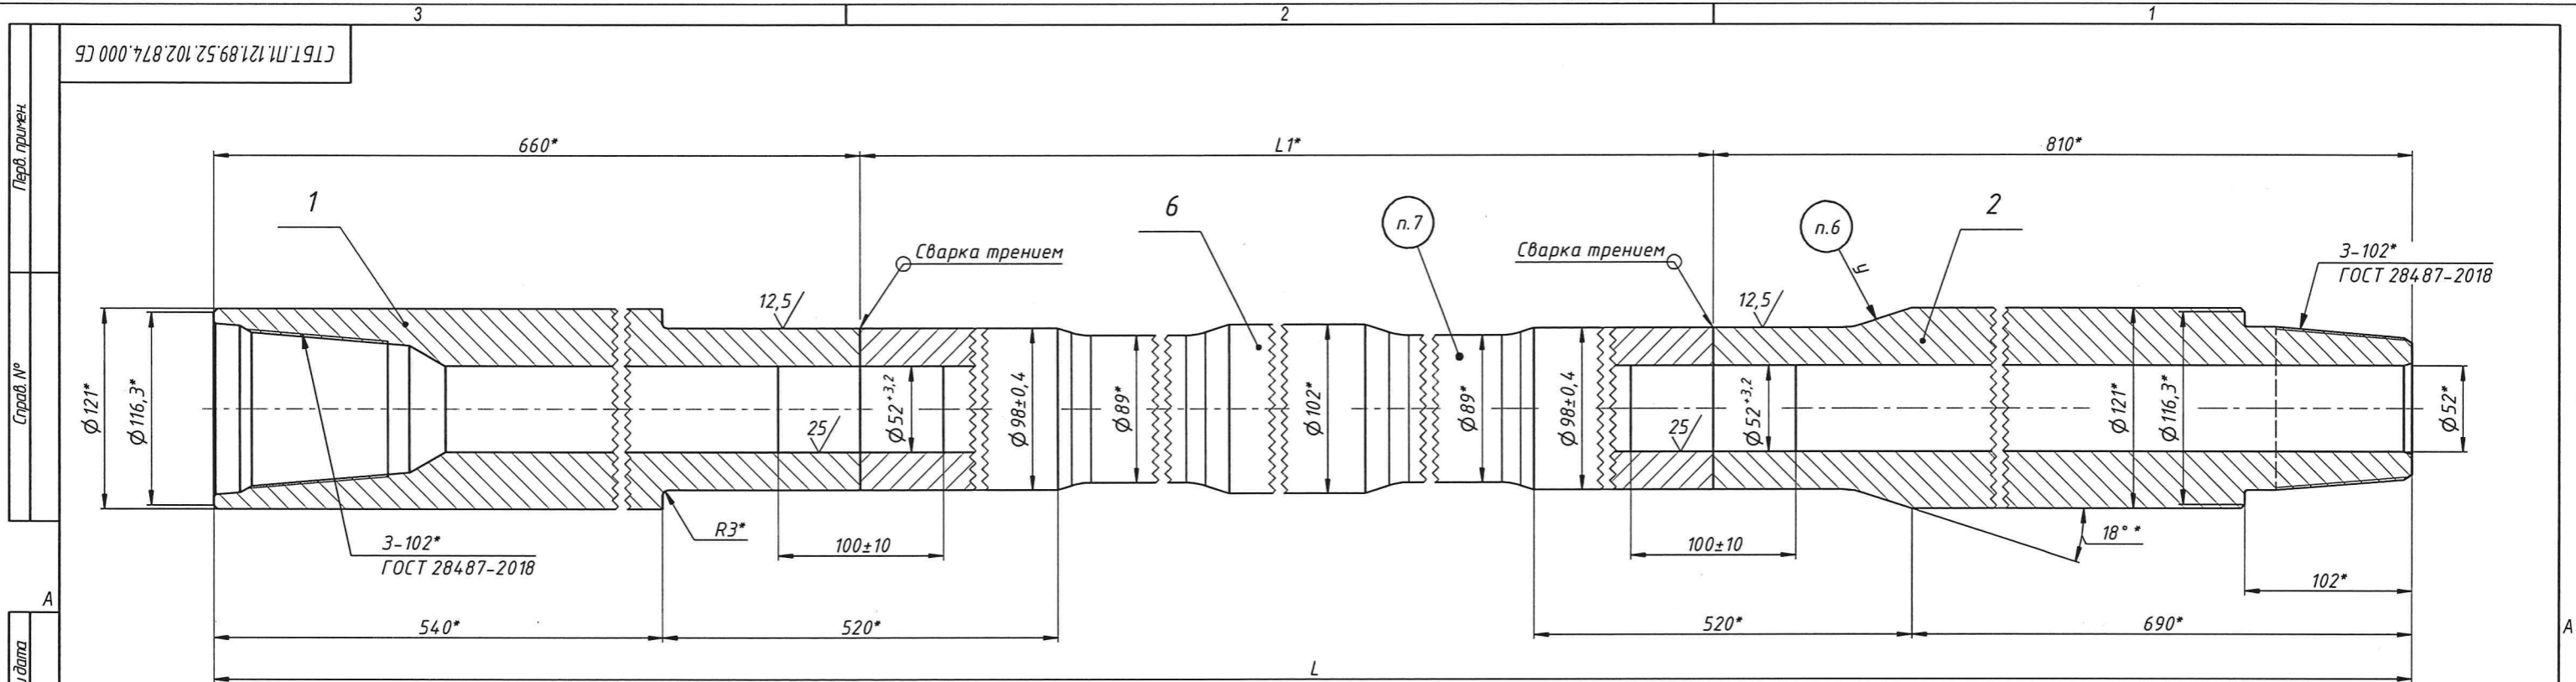 3
2
1
СТБТ.П1.121.89.52.102.874.000 СБ
Перв. примен.
Справ. №
A
и дата
660*
L1*
810*
1
6
п.7
п.6
2
Сварка трением
Сварка трением
З-102*
ГОСТ 28487-2018
у
12,5
12,5
Ø121*
Ø116,3*
25
Ø52+3,2
Ø98±0,4
Ø89*
Ø102*
Ø89*
Ø98±0,4
25
Ø52+3,2
Ø121*
Ø116,3*
Ø52*
З-102*
ГОСТ 28487-2018
R3*
100±10
100±10
18° *
102*
540*
520*
520*
690*
A
L